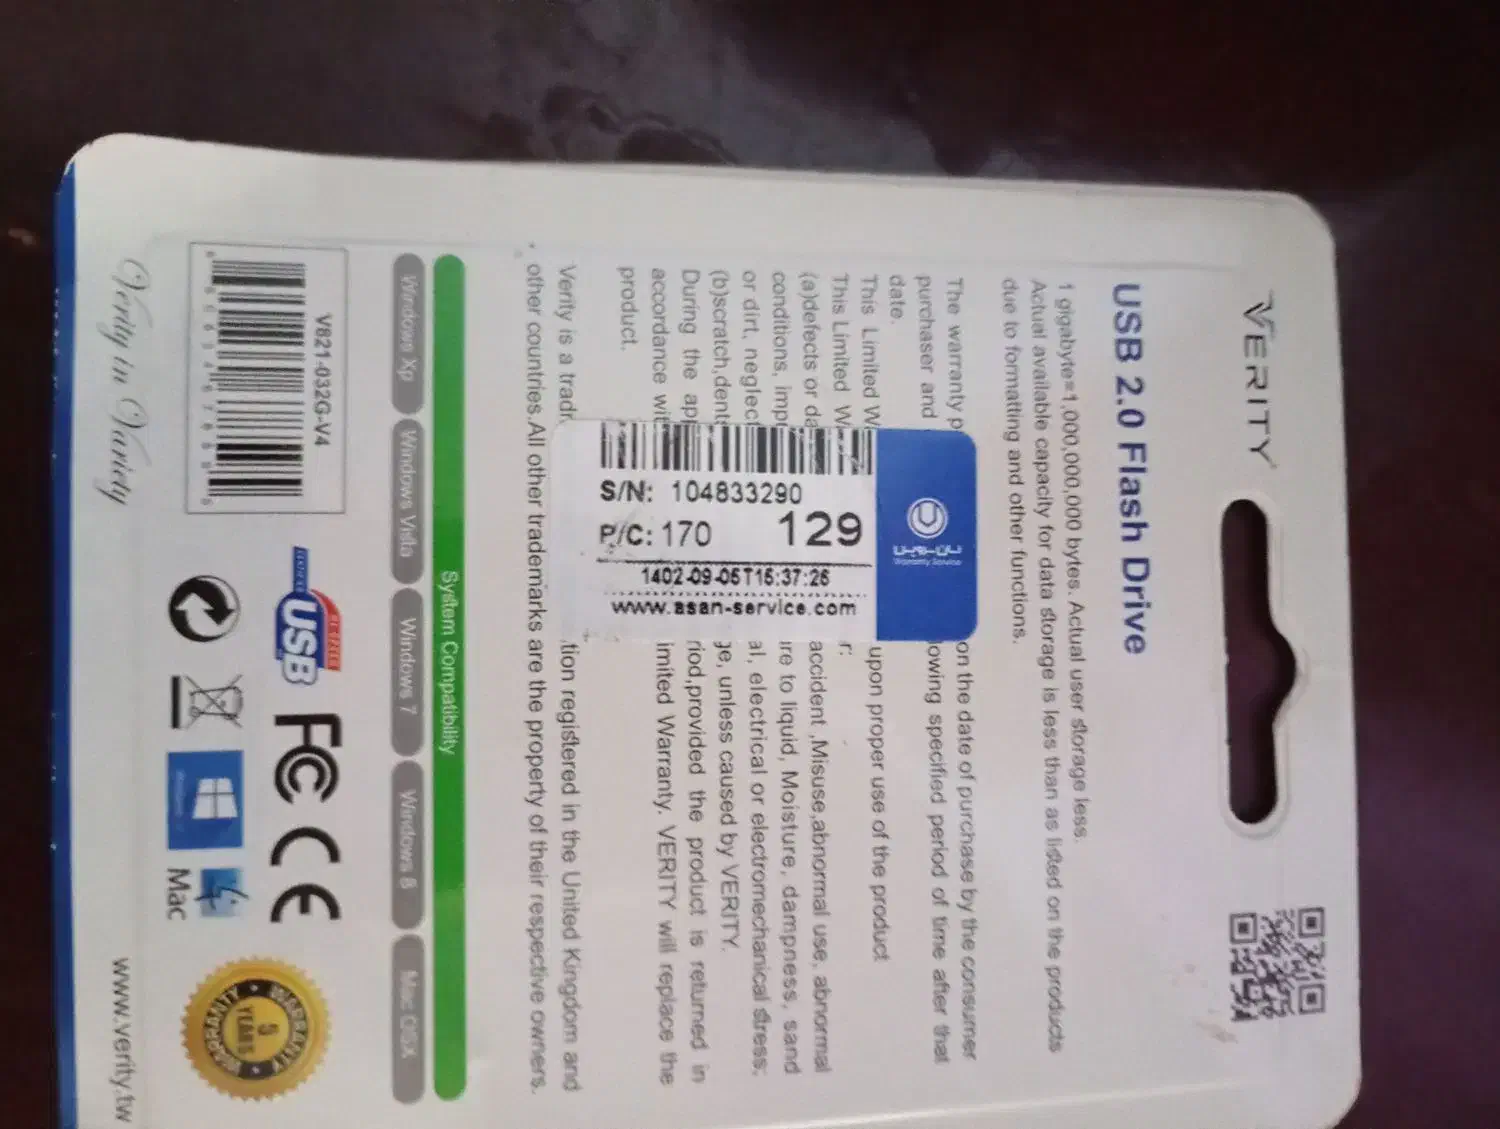 VERITY
USB 2.0 Flash Drive
1 gigabyte=1,000,000,000 bytes. Actual user storage less.
Actual available capacity for data storage is less than as listed on the products
due to formatting and other functions.
The warranty p on the date of purchase by the consumer
purchaser and owing specified period of time after that
date.
This Limited W upon proper use of the product
This Limited W r:
(a)defects or da accident ,Misuse,abnormal use, abnormal
conditions, imp re to liquid, Moisture, dampness, sand
or dirt, neglec al, electrical or electromechanical stress;
(b)scratch,dent ge, unless caused by VERITY.
During the ap riod,provided the product is returned in
accordance wit imited Warranty. VERITY will replace the
product.
Verity is a tradr tion registered in the United Kingdom and
other countries.All other trademarks are the property of their respective owners.
Warranty Service
S/N: 104833290
P/C: 170 129
1402-09-05T15:37:26
www.asan-service.com
System Compatibility
Windows Xp Windows Vista Windows 7 Windows 8 Mac OSX
V821-032G-V4
CERTIFIED
USB
FC CE
Mac
WARRANTY
YEARS
WARRANTY
Verity in Variety
www.verity.tw